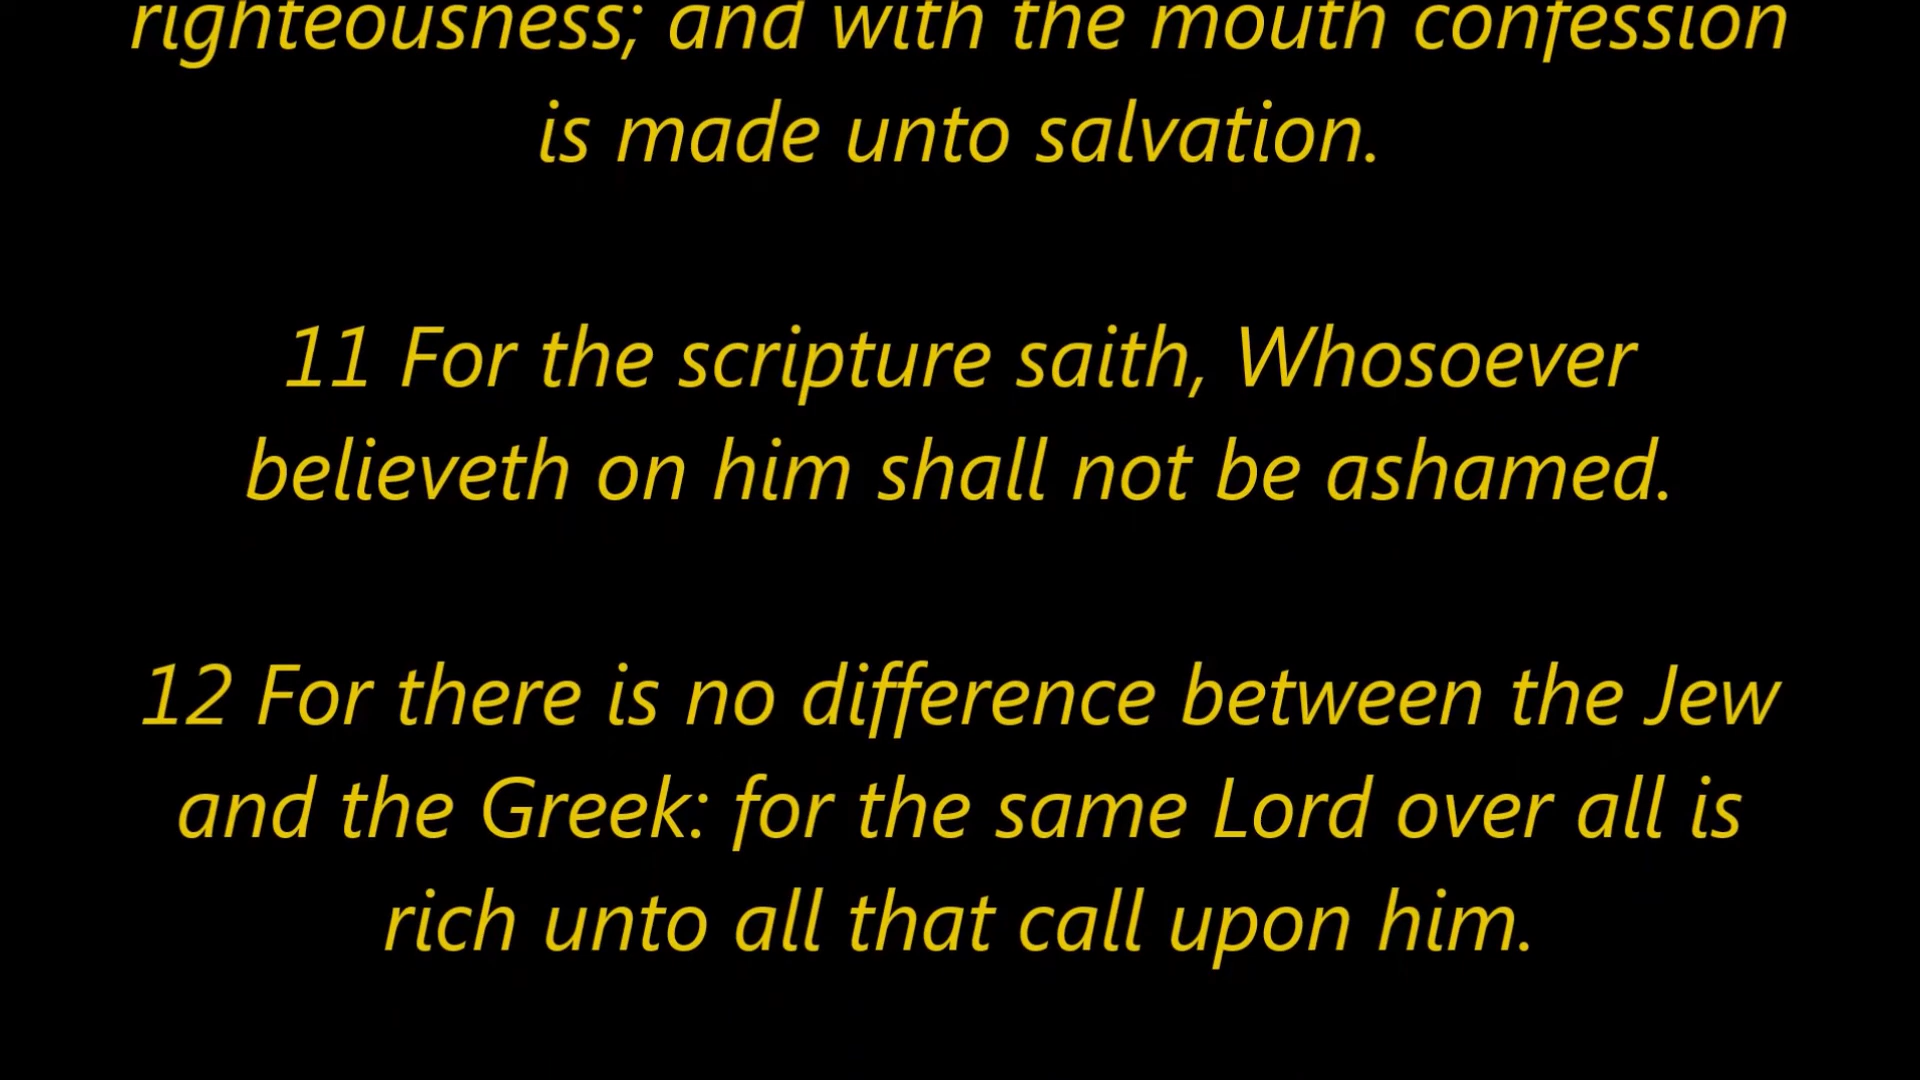 righteousness; and with the mouth confession
is made unto salvation.
11 For the scripture saith, Whosoever
believeth on him shall not be ashamed.
12 For there is no difference between the Jew
and the Greek: for the same Lord over all is
rich unto all that call upon him.